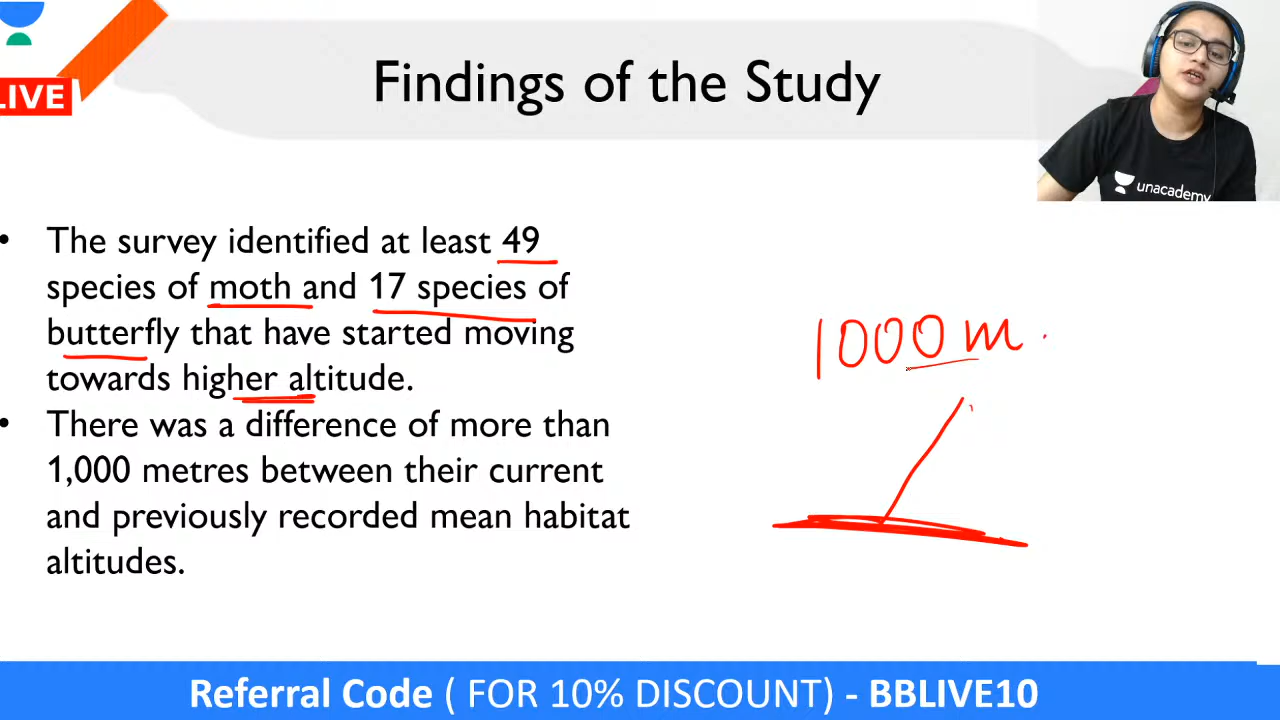 LIVE
Findings of the Study
unacademy
• The survey identified at least 49
species of moth and 17 species of
butterfly that have started moving
towards higher altitude.
• There was a difference of more than
1,000 metres between their current
and previously recorded mean habitat
altitudes.
1000 m.
Referral Code ( FOR 10% DISCOUNT) - BBLIVE10